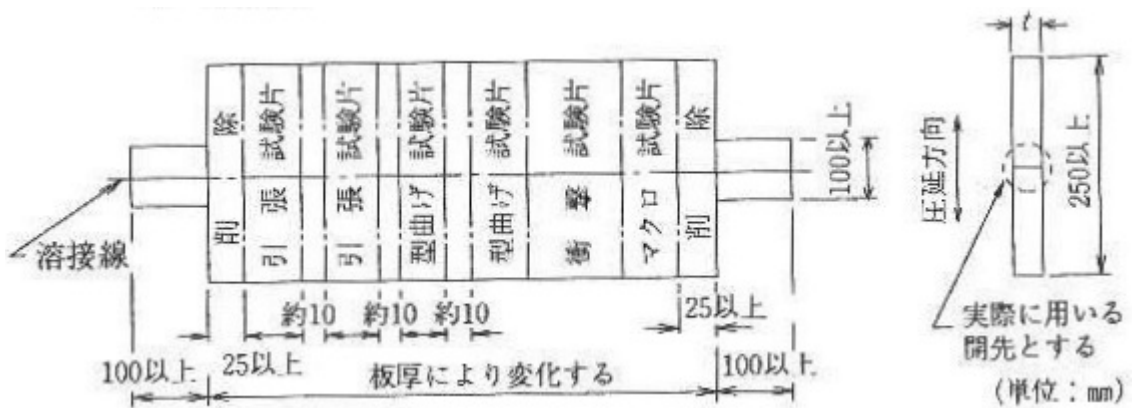 削除
引張試験片
引張試験片
型曲げ試験片
型曲げ試験片
衝撃試験片
マクロ試験片
削除
溶接線
100以上
25以上
約10
約10
約10
板厚により変化する
25以上
100以上
100以上
t
圧延方向
250以上
実際に用いる
開先とする
(単位：mm)